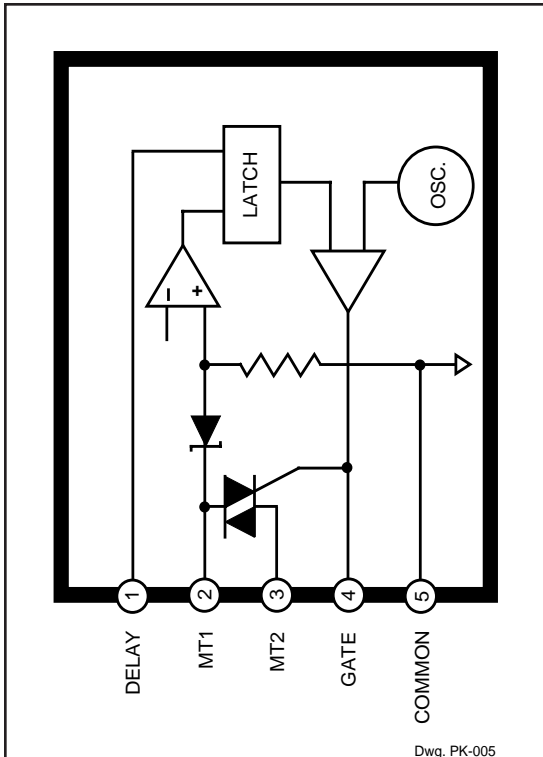 LATCH
OSC.
−
+
1
2
3
4
5
DELAY
MT1
MT2
GATE
COMMON
Dwg. PK-005